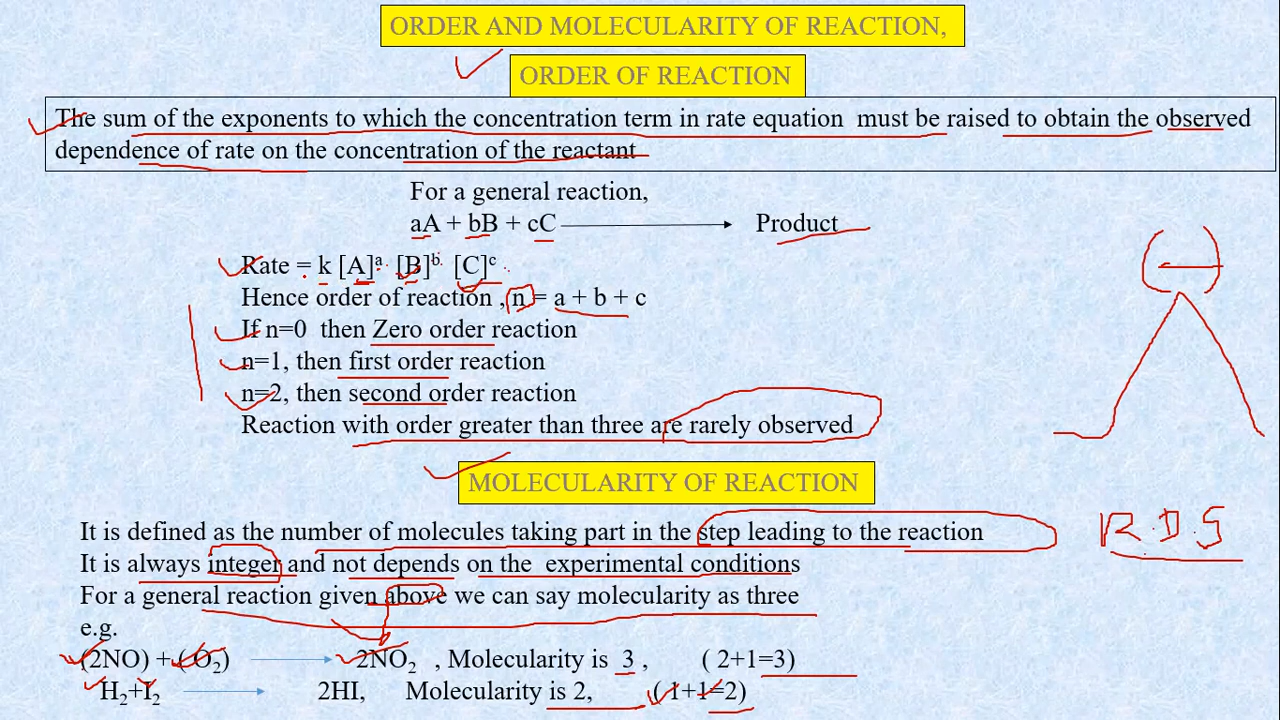 ORDER AND MOLECULARITY OF REACTION,
ORDER OF REACTION
The sum of the exponents to which the concentration term in rate equation must be raised to obtain the observed
dependence of rate on the concentration of the reactant
For a general reaction,
aA + bB + cC ⟶ Product
Rate = k [A]ᵃ [B]ᵇ [C]ᶜ
Hence order of reaction , n = a + b + c
If n=0 then Zero order reaction
n=1, then first order reaction
n=2, then second order reaction
Reaction with order greater than three are rarely observed
MOLECULARITY OF REACTION
It is defined as the number of molecules taking part in the step leading to the reaction
R.D.S
It is always integer and not depends on the experimental conditions
For a general reaction given above we can say molecularity as three
e.g.
(2NO) + ( O₂) ⟶ 2NO₂ , Molecularity is 3 , ( 2+1=3)
H₂+I₂ ⟶ 2HI, Molecularity is 2, ( 1+1=2)